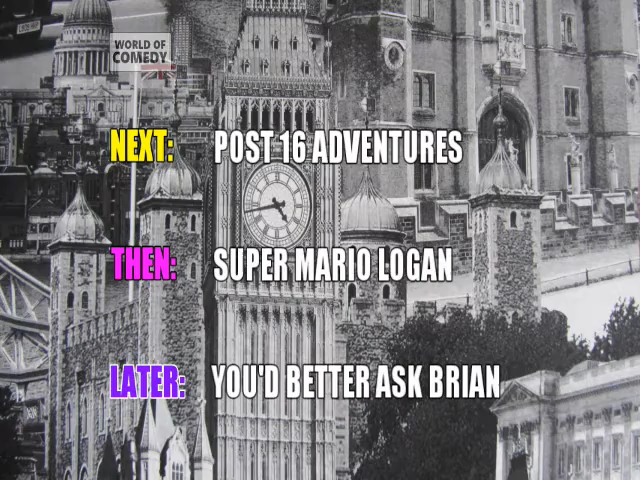 WORLD OF
COMEDY
NEXT: POST 16 ADVENTURES
THEN: SUPER MARIO LOGAN
LATER: YOU'D BETTER ASK BRIAN